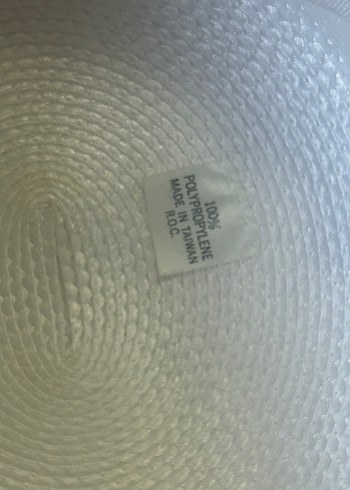 100%
POLYPROPYLENE
MADE IN TAIWAN
R.O.C.